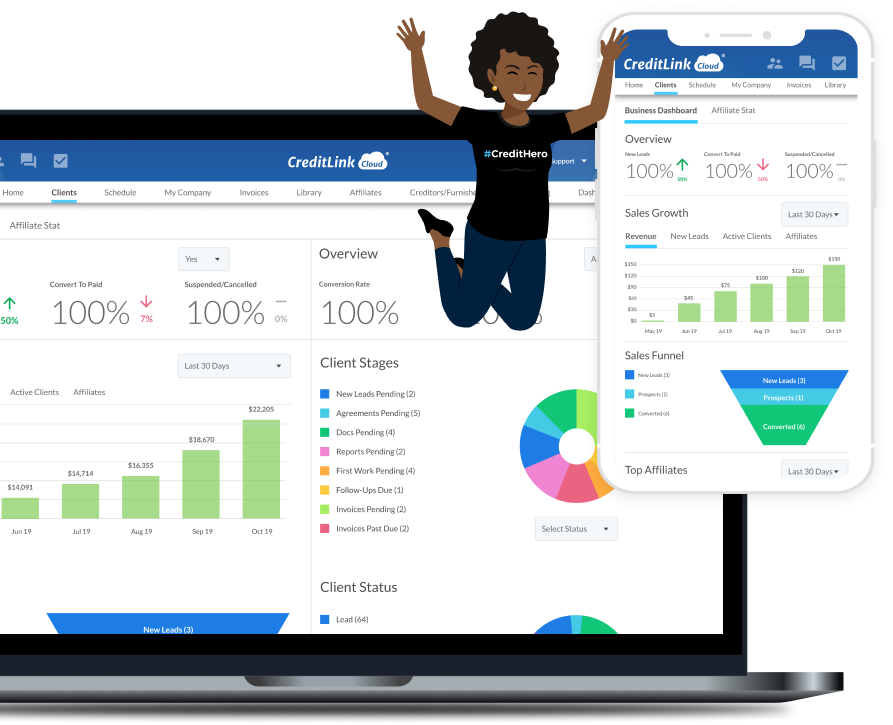 CreditLink Cloud®
Support
Home
Clients
Schedule
My Company
Invoices
Library
Affiliates
Affiliate Stat
Yes
Convert To Paid
Suspended/Cancelled
50%
100%
7%
100%
0%
Last 30 Days
Active Clients
Affiliates
$14,091
$14,714
$16,355
$18,670
$22,205
Jun 19
Jul 19
Aug 19
Sep 19
Oct 19
New Leads (3)
Overview
Conversion Rate
100%
Client Stages
New Leads Pending (2)
Agreements Pending (5)
Docs Pending (4)
Reports Pending (2)
First Work Pending (4)
Follow-Ups Due (1)
Invoices Pending (2)
Invoices Past Due (2)
Select Status
Client Status
Lead (64)
#CreditHero
CreditLink Cloud®
Home
Clients
Schedule
My Company
Invoices
Library
Business Dashboard
Affiliate Stat
Overview
New Leads
Convert To Paid
Suspended/Cancelled
100%
50%
100%
50%
100%
0%
Sales Growth
Last 30 Days
Revenue
New Leads
Active Clients
Affiliates
$150
$120
$90
$60
$30
$0
$5
$45
$75
$100
$120
$150
May 19
Jun 19
Jul 19
Aug 19
Sep 19
Oct 19
Sales Funnel
New Leads (3)
Prospects (1)
Converted (6)
New Leads (3)
Prospects (1)
Converted (6)
Top Affiliates
Last 30 Days